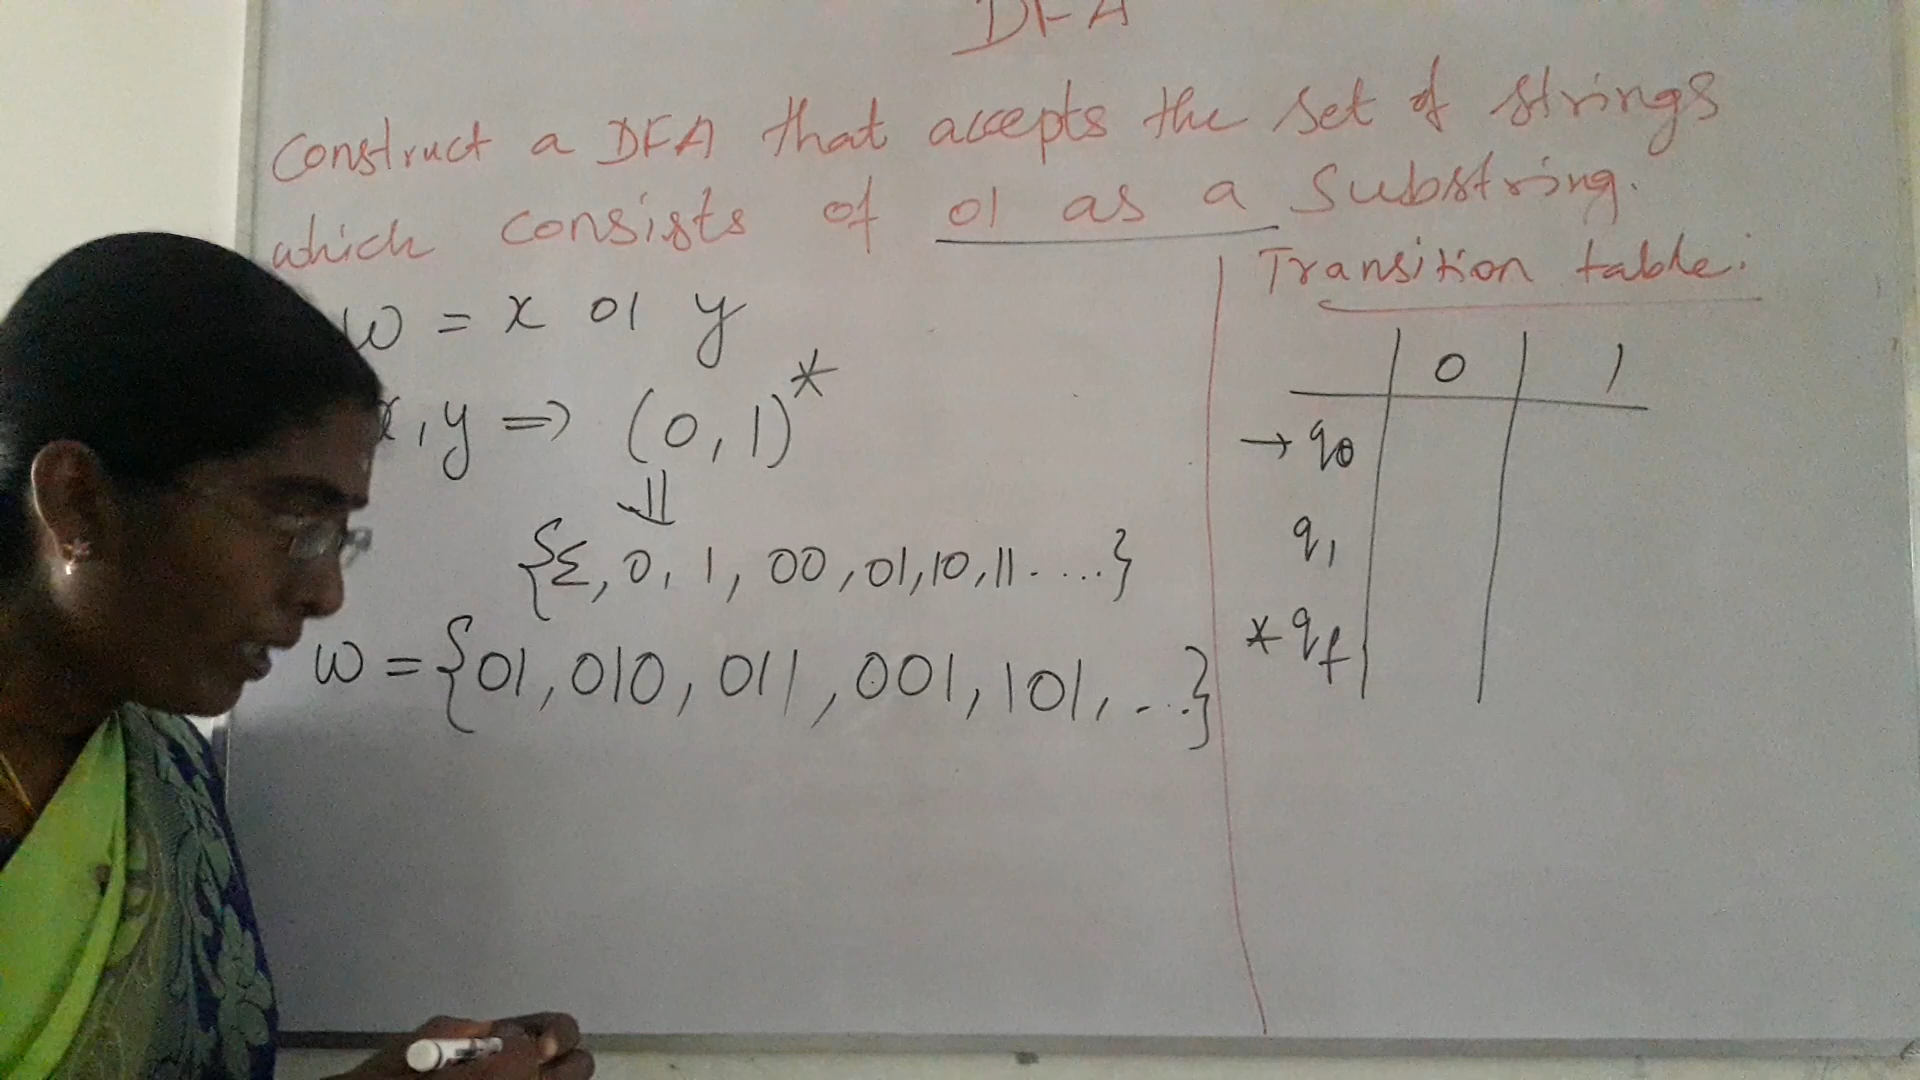 DFA
Construct a DFA that accepts the set of strings
which consists of 01 as a substring.
w = x 01 y
x, y => (0, 1)*
{Σ, 0, 1, 00, 01, 10, 11.....}
w = {01, 010, 011, 001, 101, ...}
Transition table:
0 1
→ q0
q1
* qf